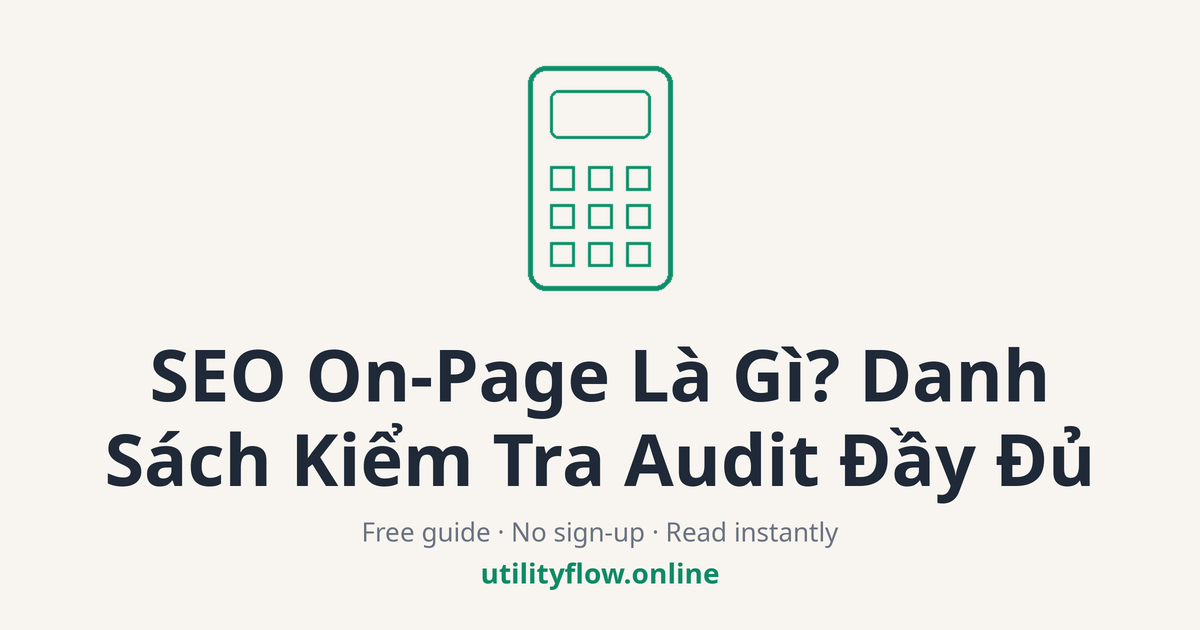 SEO On-Page Là Gì? Danh
Sách Kiểm Tra Audit Đầy Đủ
Free guide · No sign-up · Read instantly
utilityflow.online